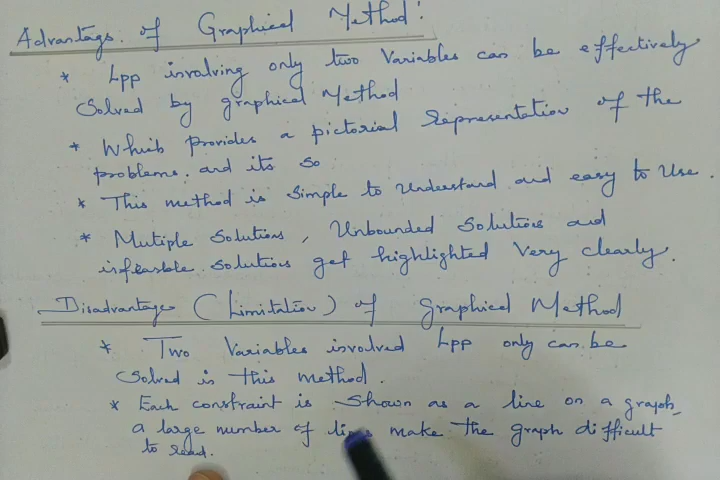 Advantages of Graphical Method:
* Lpp involving only two Variables can be effectively
Solved by graphical Method
* Which provides a pictorial Representation of the
problems. and its so
* This method is Simple to Understand and easy to Use.
* Mutiple Solutions, Unbounded Solutions and
infeasible Solutions get highlighted Very clearly.
Disadvantages (Limitation) of Graphical Method
* Two Variables involved Lpp only can be
Solved in this method.
* Each constraint is Shown as a line on a graph,
a large number of lines make the graph difficult
to read.